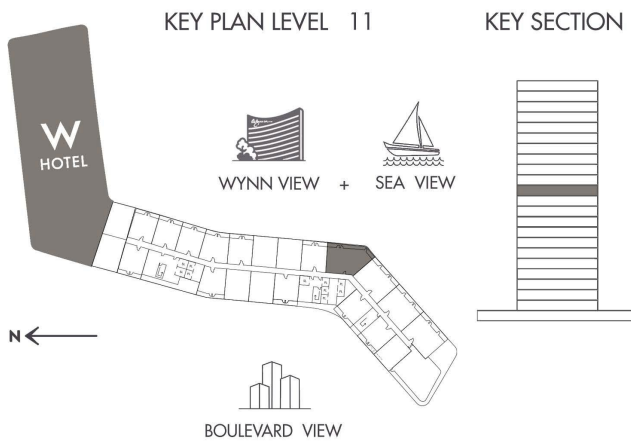 KEY PLAN LEVEL 11
KEY SECTION
W
HOTEL
WYNN VIEW + SEA VIEW
N
BOULEVARD VIEW